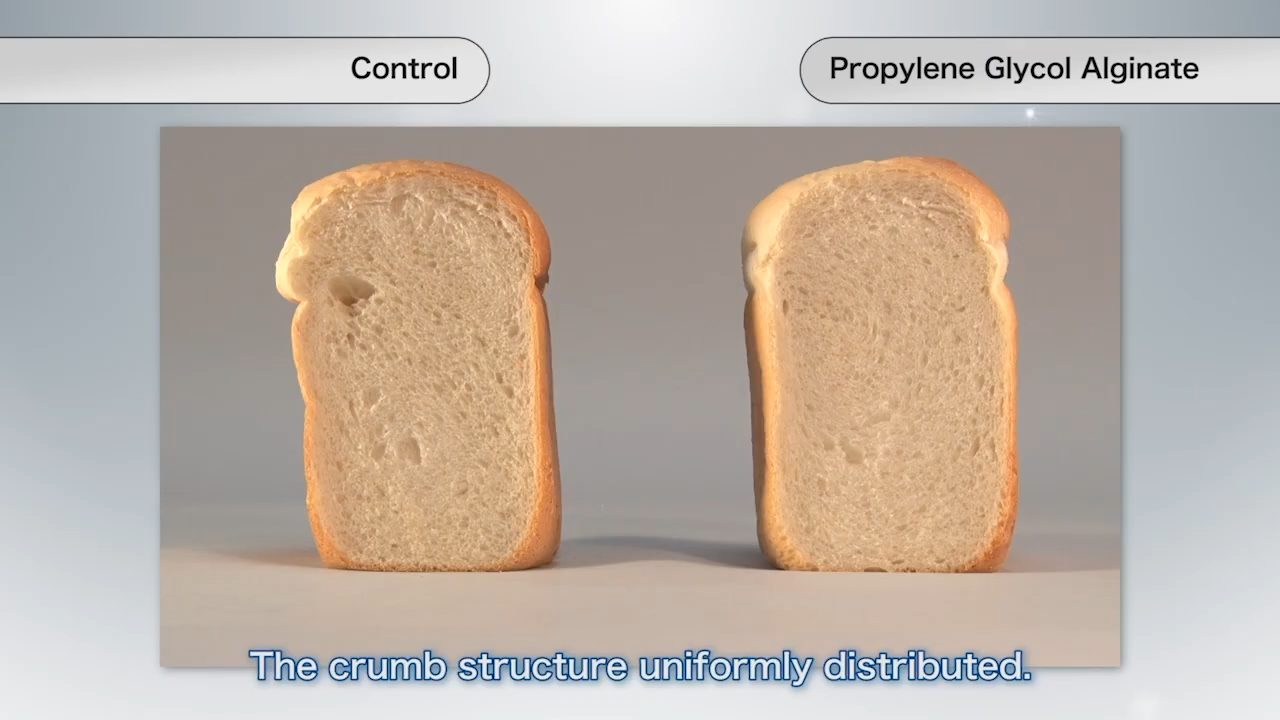 Control
Propylene Glycol Alginate
The crumb structure uniformly distributed.